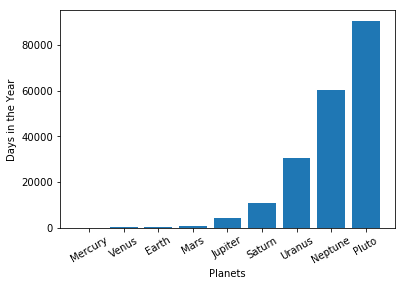 80000
60000
40000
20000
0
Days in the Year
Mercury
Venus
Earth
Mars
Jupiter
Saturn
Uranus
Neptune
Pluto
Planets